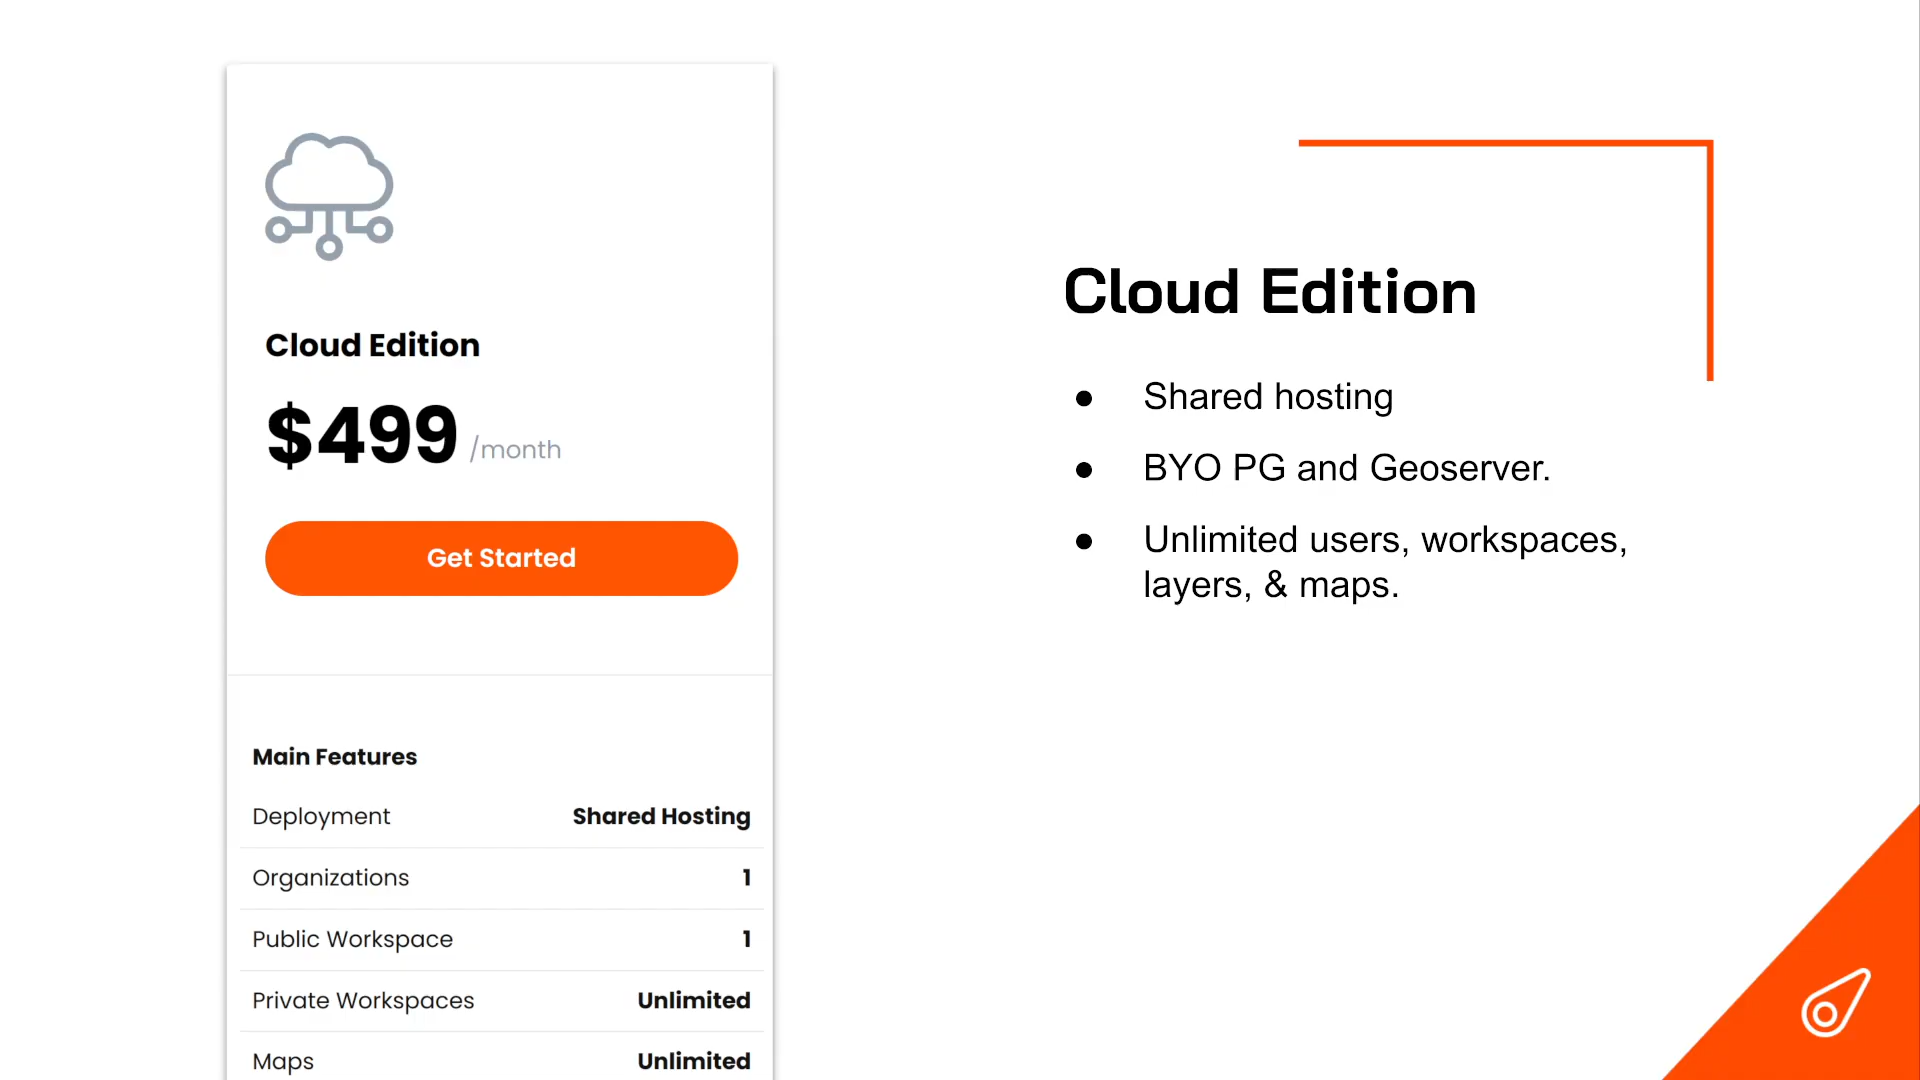 Cloud Edition
$499 /month
Get Started
Main Features
Deployment Shared Hosting
Organizations 1
Public Workspace 1
Private Workspaces Unlimited
Maps Unlimited
Cloud Edition
● Shared hosting
● BYO PG and Geoserver.
● Unlimited users, workspaces,
layers, & maps.